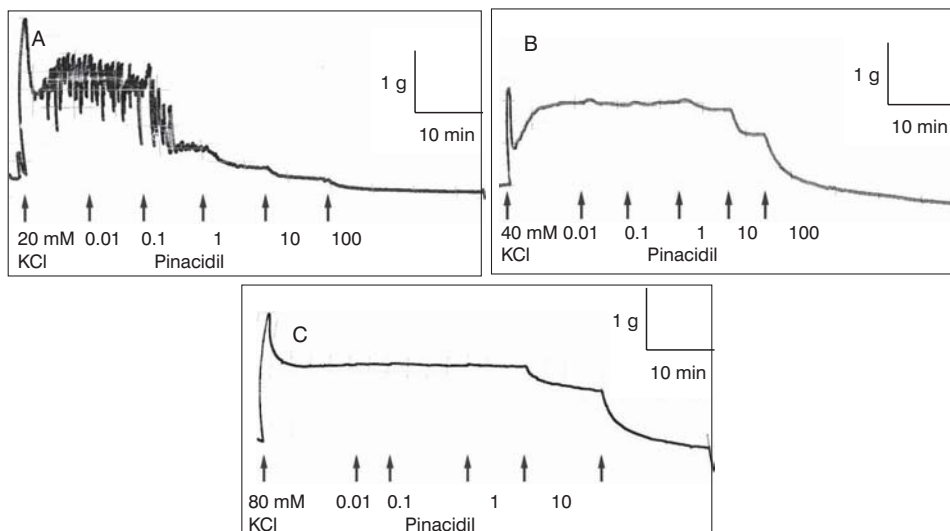 A
1 g
10 min
20 mM 0.01 0.1 1 10 100
KCl Pinacidil
B
1 g
10 min
40 mM 0.01 0.1 1 10 100
KCl Pinacidil
C
1 g
10 min
80 mM 0.01 0.1 1 10
KCl Pinacidil